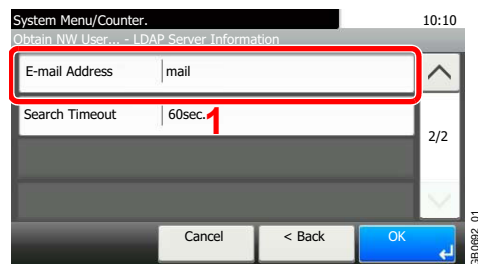 System Menu/Counter.
10:10
Obtain NW User... - LDAP Server Information
E-mail Address
mail
Search Timeout
60sec.
1
2/2
Cancel
< Back
OK
GB0692_01